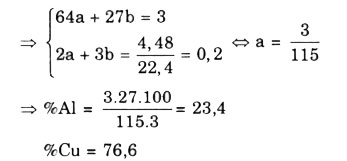 ⇒ { 64a + 27b = 3
2a + 3b = 4,48/22,4 = 0,2 ⇔ a = 3/115
⇒ %Al = 3.27.100/115.3 = 23,4
%Cu = 76,6